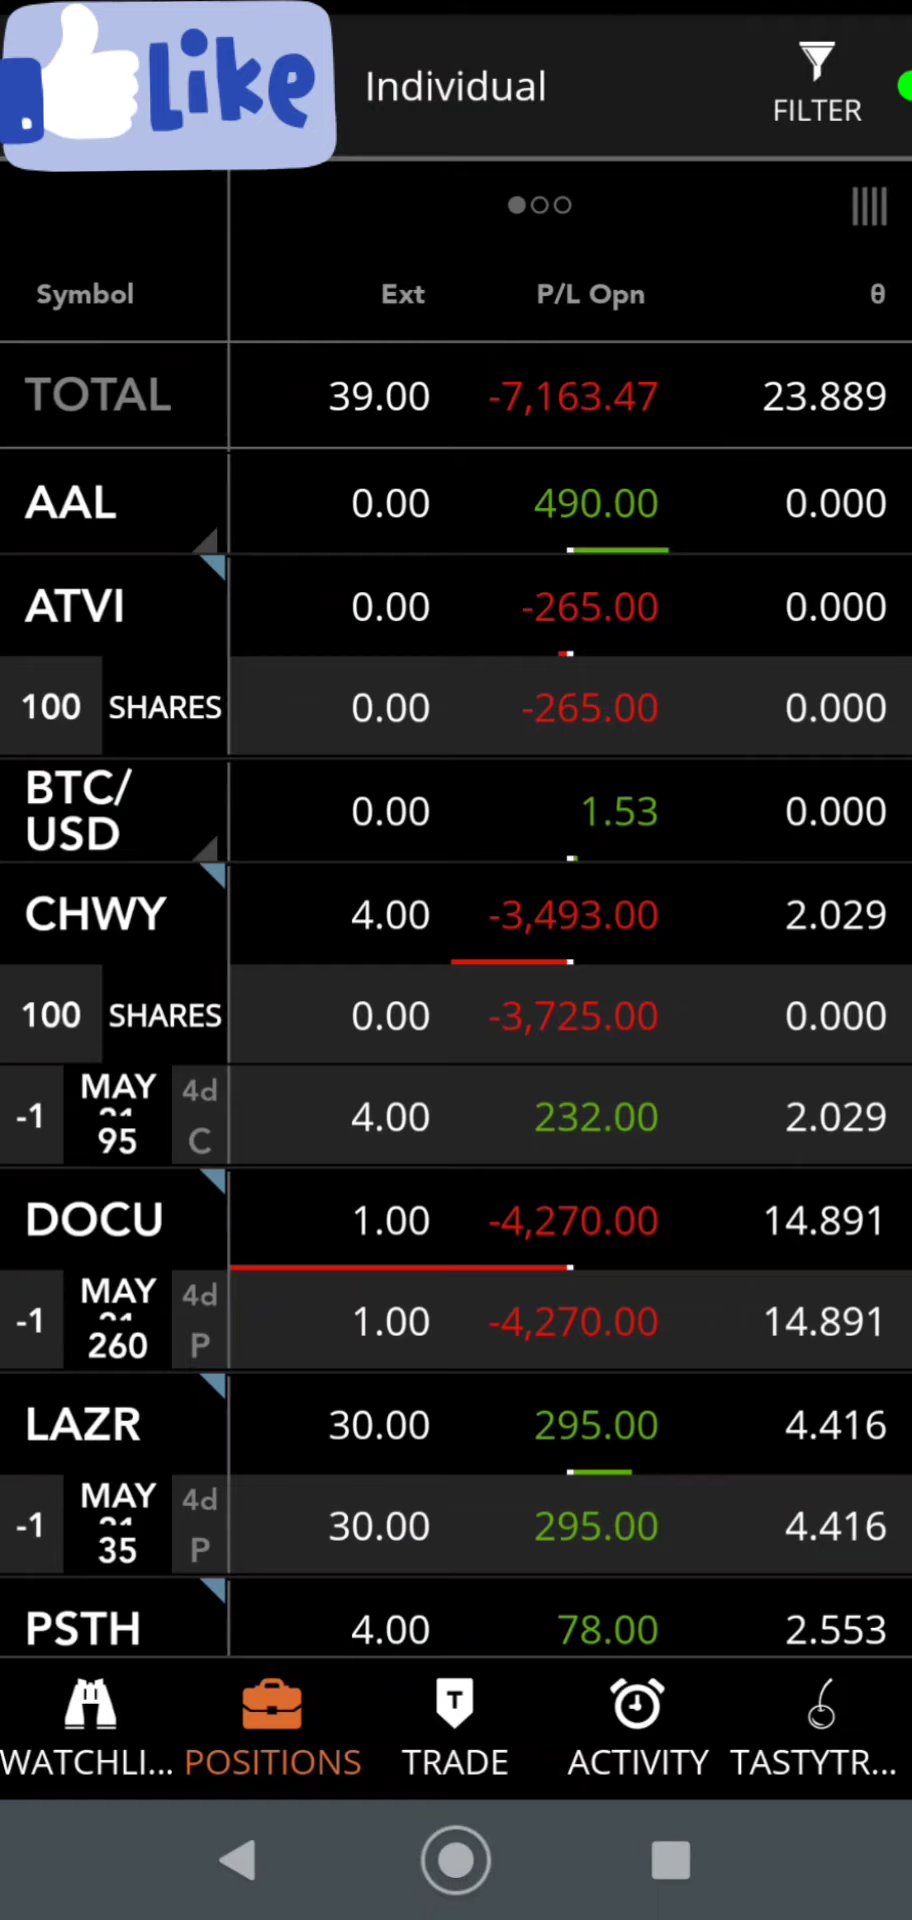 Like
Individual
FILTER
Symbol Ext P/L Opn θ
TOTAL 39.00 -7,163.47 23.889
AAL 0.00 490.00 0.000
ATVI 0.00 -265.00 0.000
100 SHARES 0.00 -265.00 0.000
BTC/
USD 0.00 1.53 0.000
CHWY 4.00 -3,493.00 2.029
100 SHARES 0.00 -3,725.00 0.000
MAY 4d
-1 4.00 232.00 2.029
95 C
DOCU 1.00 -4,270.00 14.891
MAY 4d
-1 1.00 -4,270.00 14.891
260 P
LAZR 30.00 295.00 4.416
MAY 4d
-1 30.00 295.00 4.416
35 P
PSTH 4.00 78.00 2.553
T
WATCHLI... POSITIONS TRADE ACTIVITY TASTYTR...